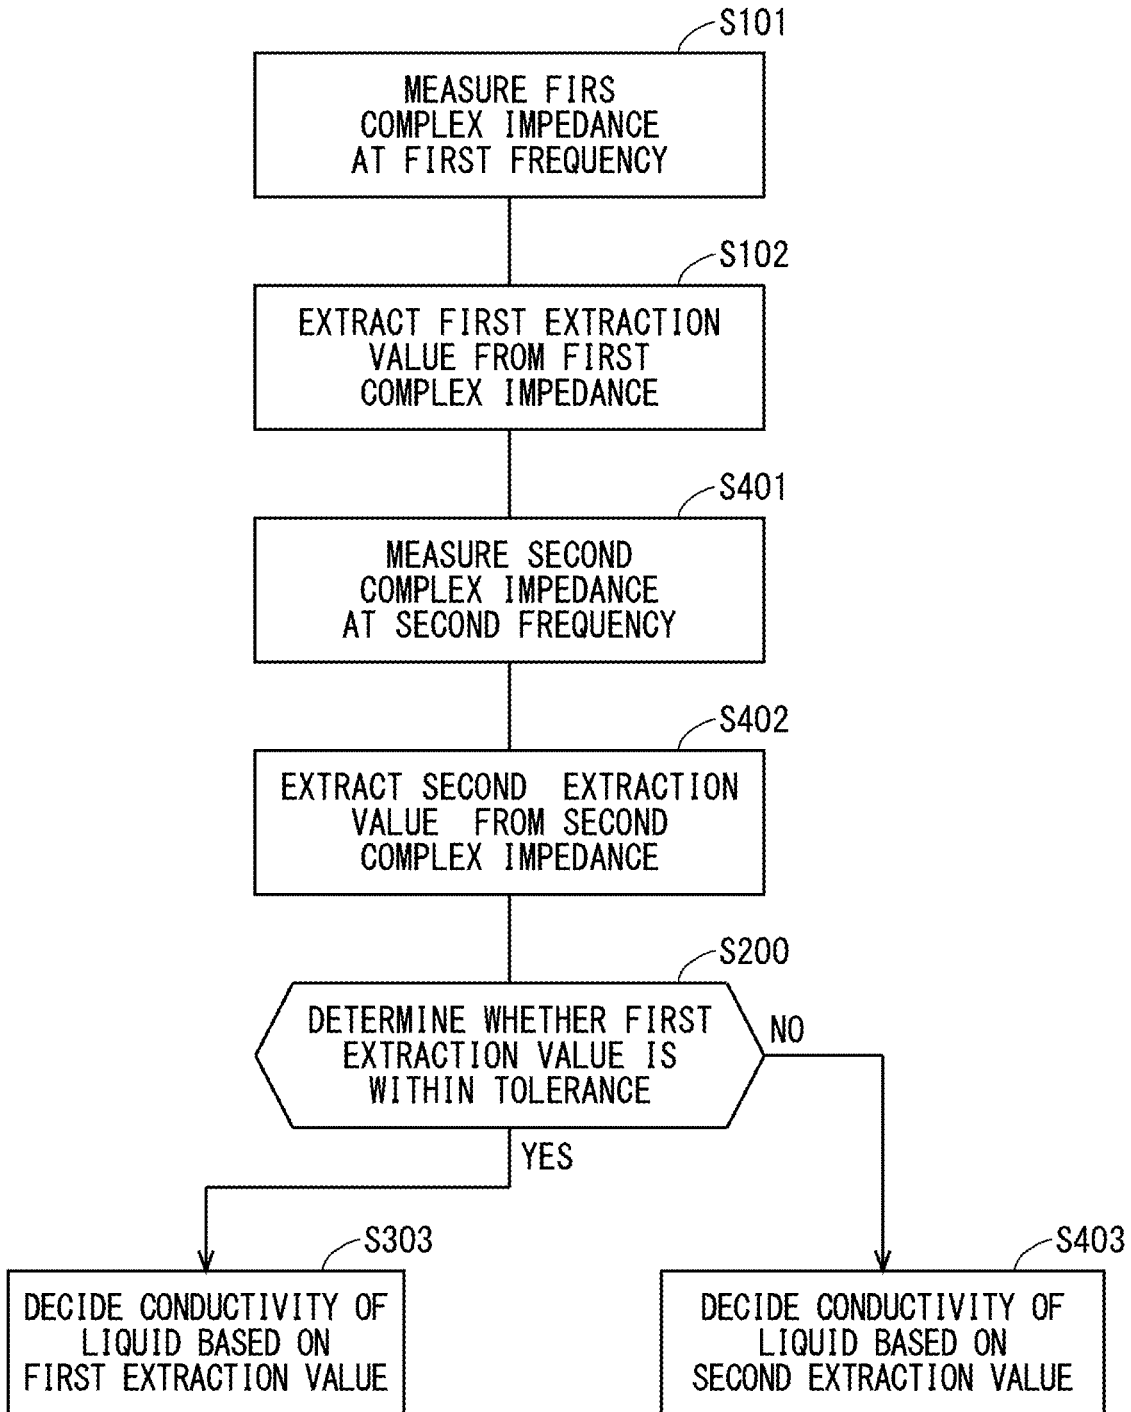 S101
MEASURE FIRS
COMPLEX IMPEDANCE
AT FIRST FREQUENCY
S102
EXTRACT FIRST EXTRACTION
VALUE FROM FIRST
COMPLEX IMPEDANCE
S401
MEASURE SECOND
COMPLEX IMPEDANCE
AT SECOND FREQUENCY
S402
EXTRACT SECOND EXTRACTION
VALUE FROM SECOND
COMPLEX IMPEDANCE
S200
DETERMINE WHETHER FIRST
EXTRACTION VALUE IS
WITHIN TOLERANCE
NO
YES
S303
DECIDE CONDUCTIVITY OF
LIQUID BASED ON
FIRST EXTRACTION VALUE
S403
DECIDE CONDUCTIVITY OF
LIQUID BASED ON
SECOND EXTRACTION VALUE